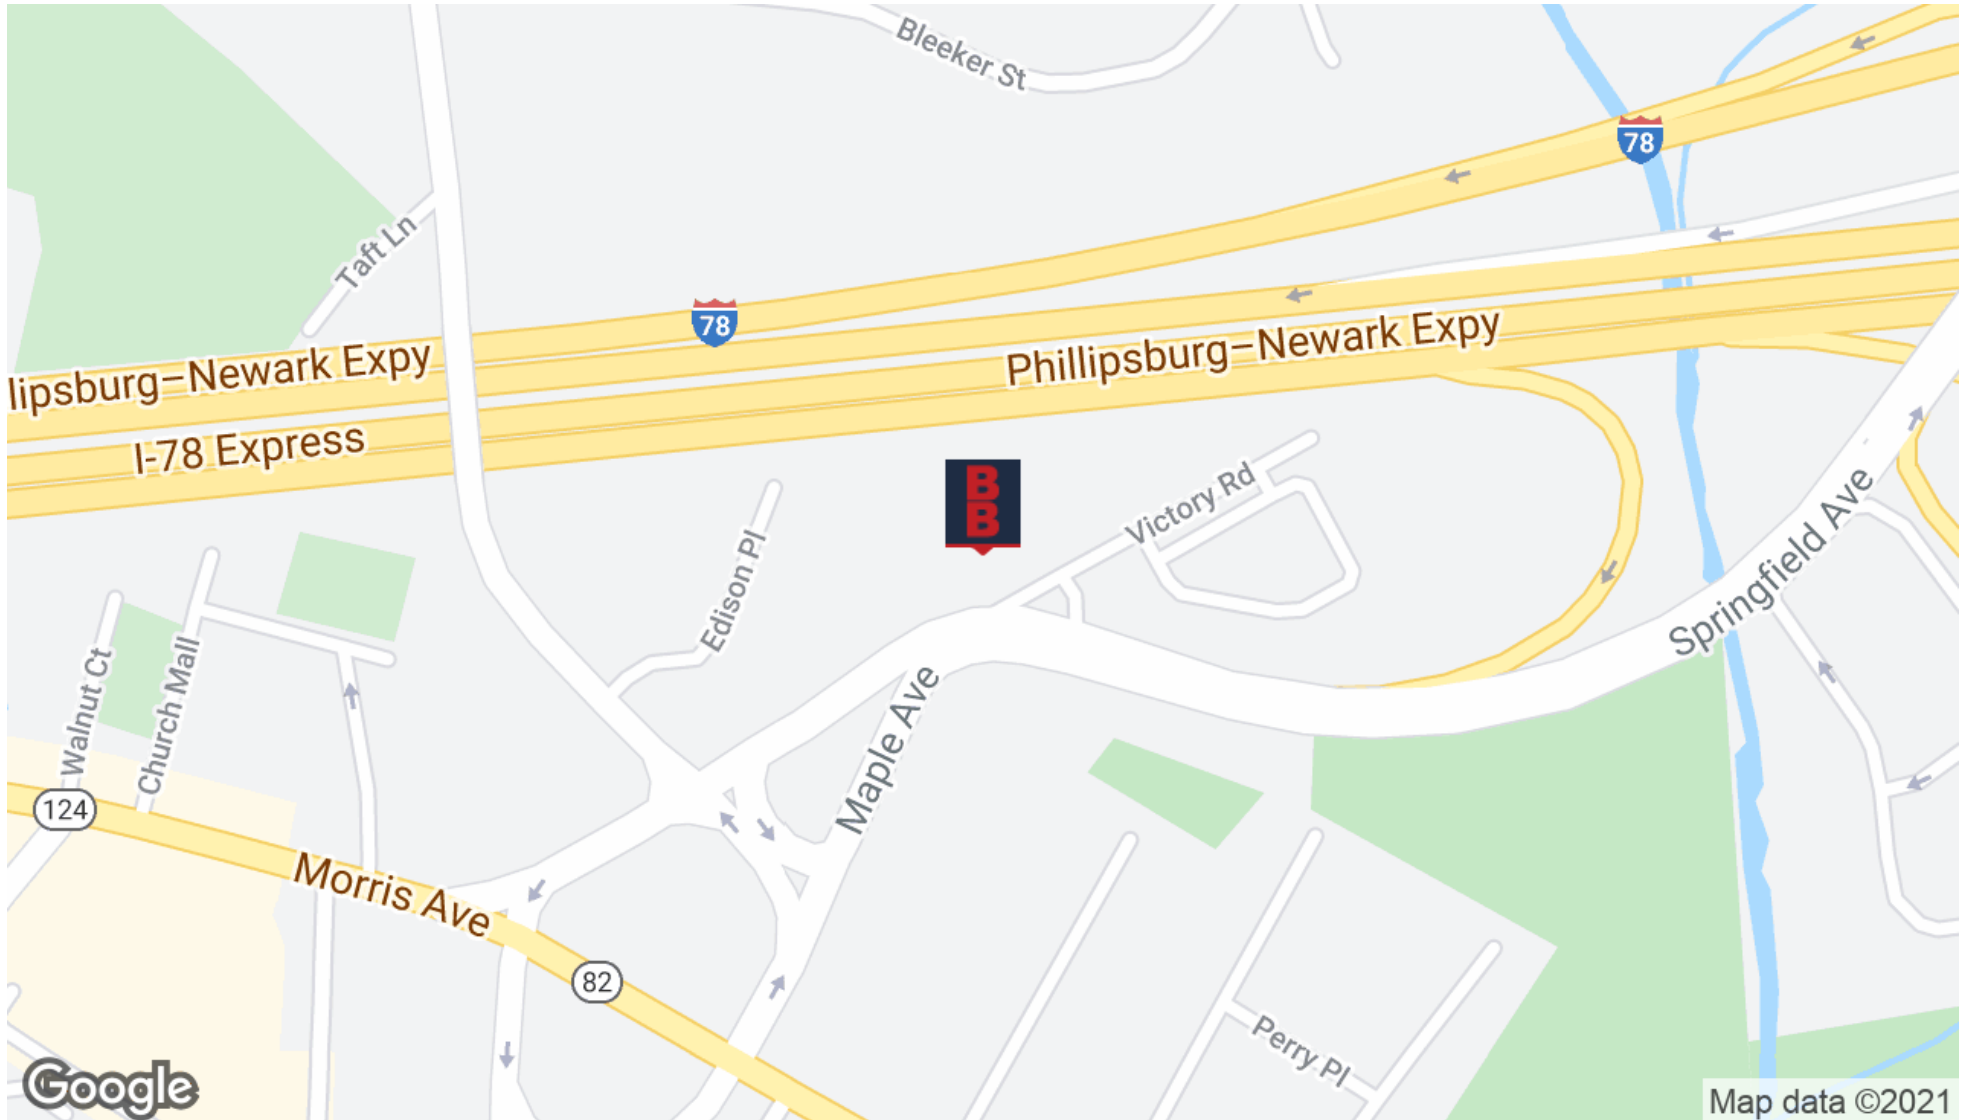 Bleeker St
78
Taft Ln
78
lipsburg–Newark Expy
Phillipsburg–Newark Expy
I-78 Express
B
B
Victory Rd
Edison Pl
Springfield Ave
Walnut Ct
Church Mall
Maple Ave
124
Morris Ave
82
Perry Pl
Google
Map data ©2021